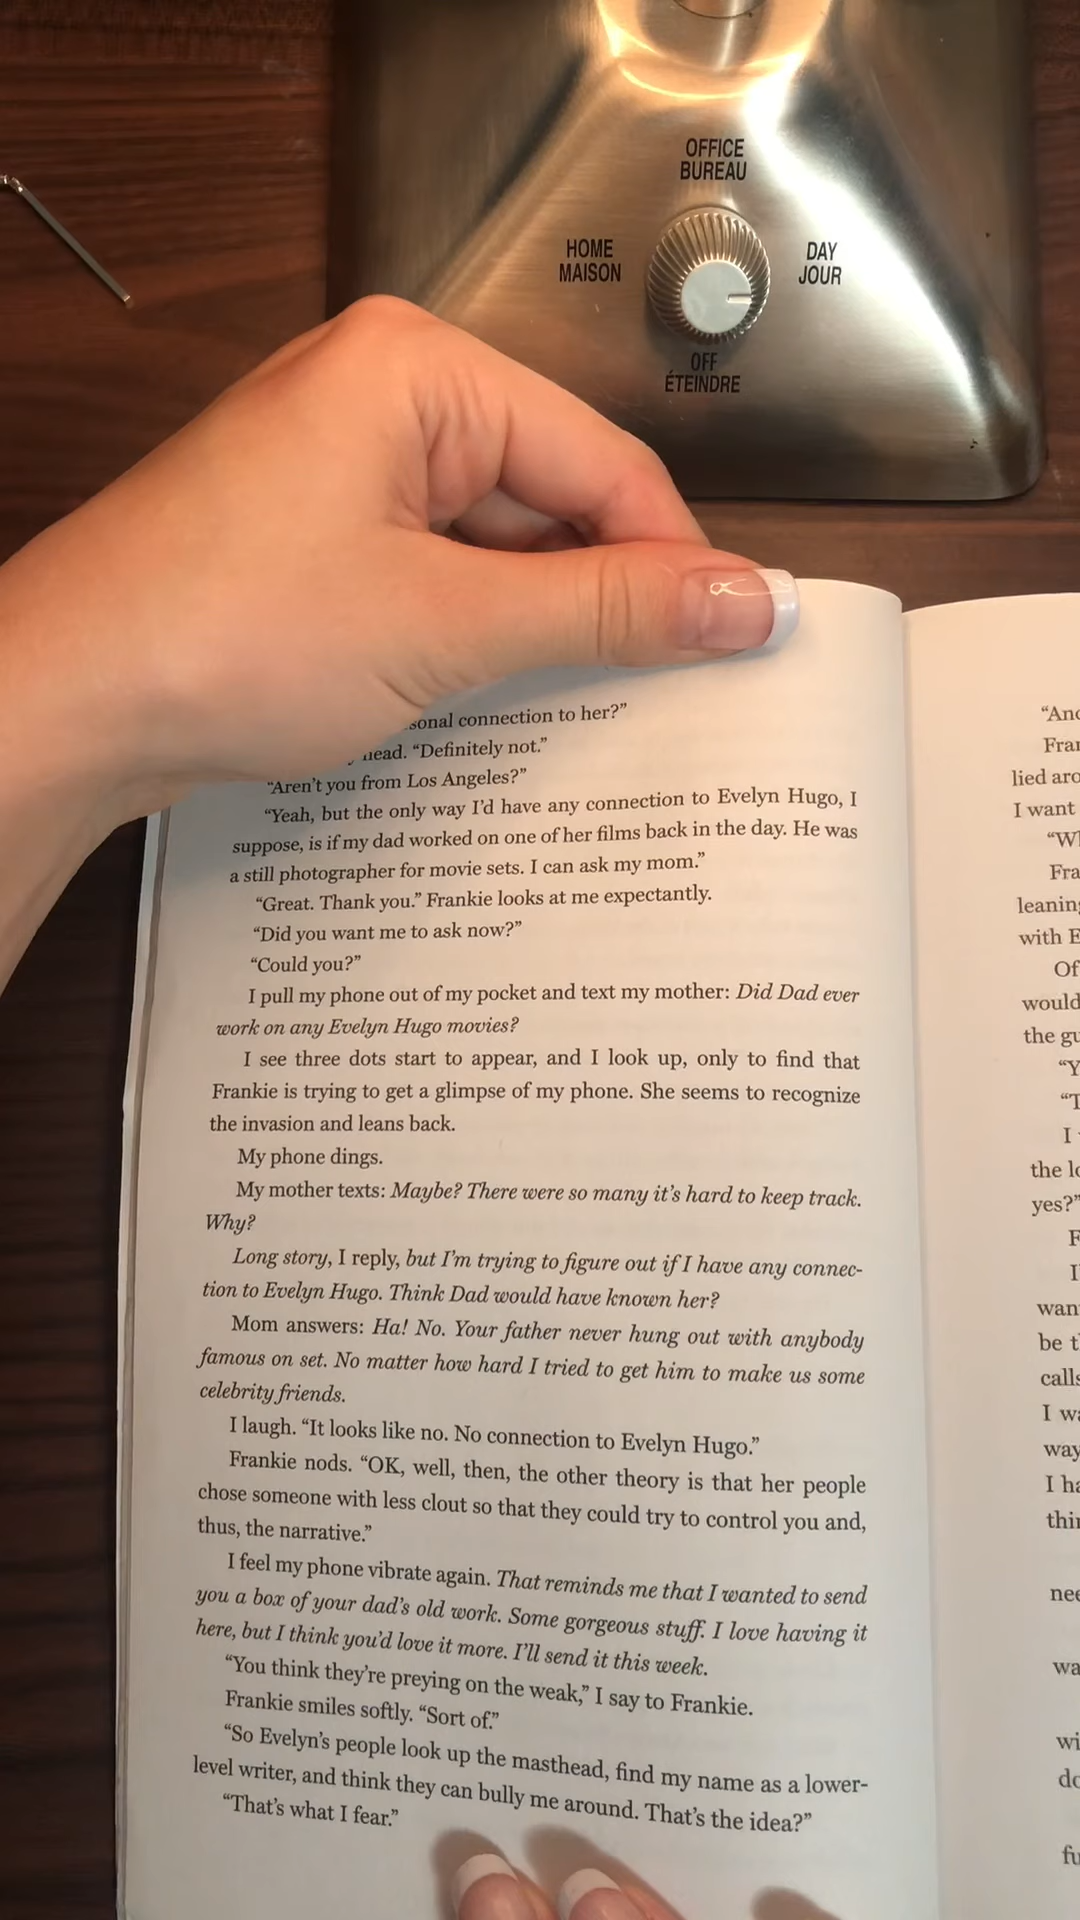 OFFICE
BUREAU
HOME
MAISON
DAY
JOUR
OFF
ÉTEINDRE
connection to her?”
“Definitely not.”
“Aren’t you from Los Angeles?”
“Yeah, but the only way I’d have any connection to Evelyn Hugo, I
suppose, is if my dad worked on one of her films back in the day. He was
a still photographer for movie sets. I can ask my mom.”
“Great. Thank you.” Frankie looks at me expectantly.
“Did you want me to ask now?”
“Could you?”
I pull my phone out of my pocket and text my mother: Did Dad ever
work on any Evelyn Hugo movies?
I see three dots start to appear, and I look up, only to find that
Frankie is trying to get a glimpse of my phone. She seems to recognize
the invasion and leans back.
My phone dings.
My mother texts: Maybe? There were so many it’s hard to keep track.
Why?
Long story, I reply, but I’m trying to figure out if I have any connec-
tion to Evelyn Hugo. Think Dad would have known her?
Mom answers: Ha! No. Your father never hung out with anybody
famous on set. No matter how hard I tried to get him to make us some
celebrity friends.
I laugh. “It looks like no. No connection to Evelyn Hugo.”
Frankie nods. “OK, well, then, the other theory is that her people
chose someone with less clout so that they could try to control you and,
thus, the narrative.”
I feel my phone vibrate again. That reminds me that I wanted to send
you a box of your dad’s old work. Some gorgeous stuff. I love having it
here, but I think you’d love it more. I’ll send it this week.
“You think they’re preying on the weak,” I say to Frankie.
Frankie smiles softly. “Sort of.”
“So Evelyn’s people look up the masthead, find my name as a lower-
level writer, and think they can bully me around. That’s the idea?”
“That’s what I fear.”
lied
I want
with
Of
would
the
I
the
yes?”
be
I
way
I